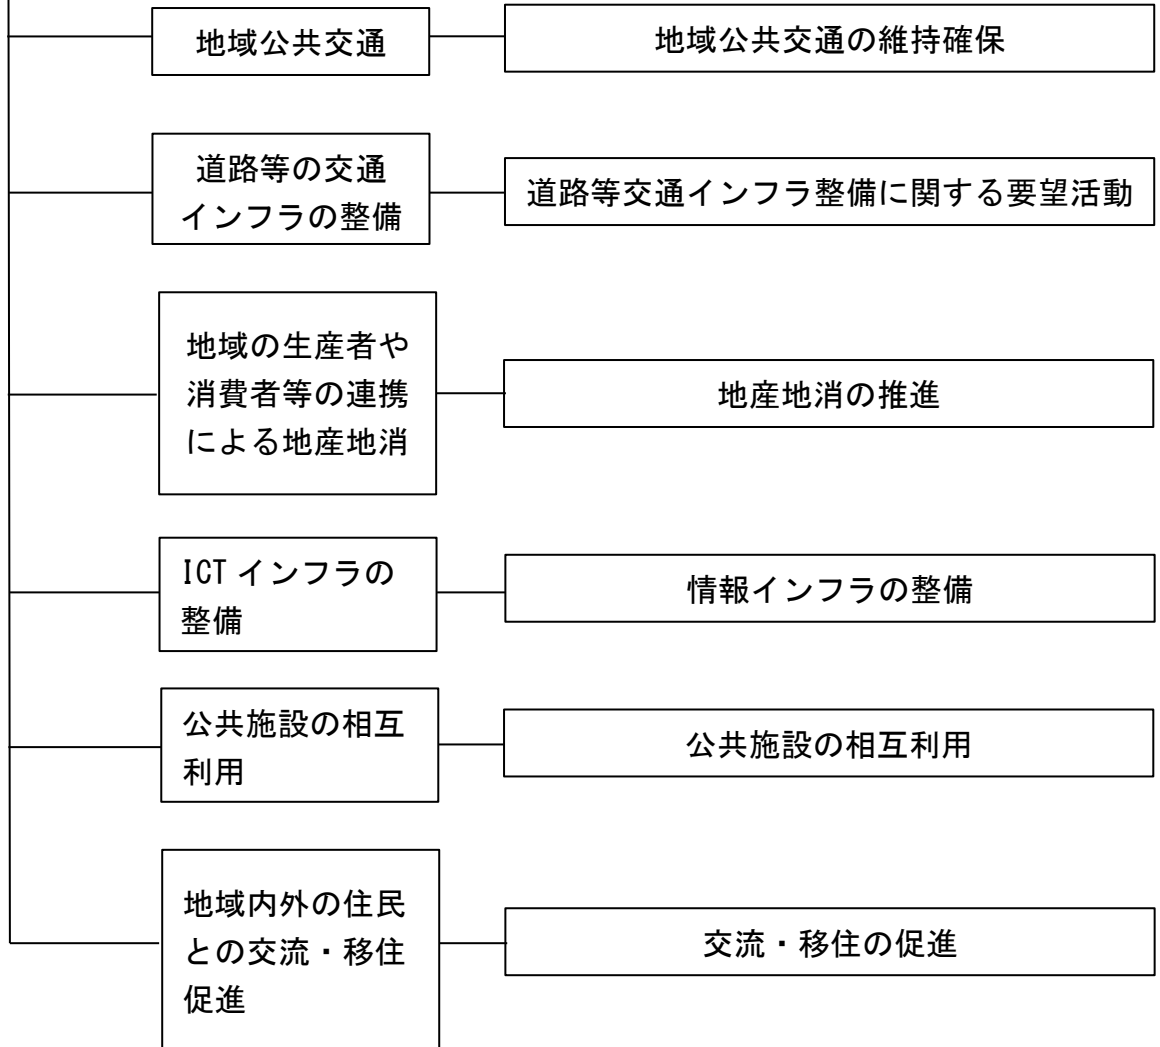 地域公共交通
地域公共交通の維持確保
道路等の交通
インフラの整備
道路等交通インフラ整備に関する要望活動
地域の生産者や
消費者等の連携
による地産地消
地産地消の推進
ICT インフラの
整備
情報インフラの整備
公共施設の相互
利用
公共施設の相互利用
地域内外の住民
との交流・移住
促進
交流・移住の促進